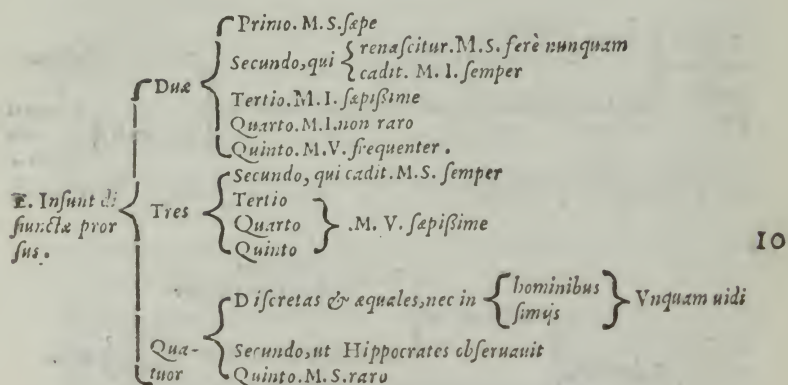 Primo. M. S. ſæpe
Secundo, qui { renaſcitur. M. S. ferè nunquam
cadit. M. I. ſemper
Duæ
Tertio. M. I. ſæpißime
Quarto. M. I. non raro
Quinto. M. V. frequenter.
Secundo, qui cadit. M. S. ſemper
E. Inſunt di
ſiunctæ pror
ſus.
Tres
Tertio
Quarto
Quinto
} .M. V. ſæpißime
10
Diſcretas & æquales, nec in { hominibus
ſimijs } Vnquam uidi
Qua-
tuor
Secundo, ut Hippocrates obſeruauit
Quinto. M. S. raro